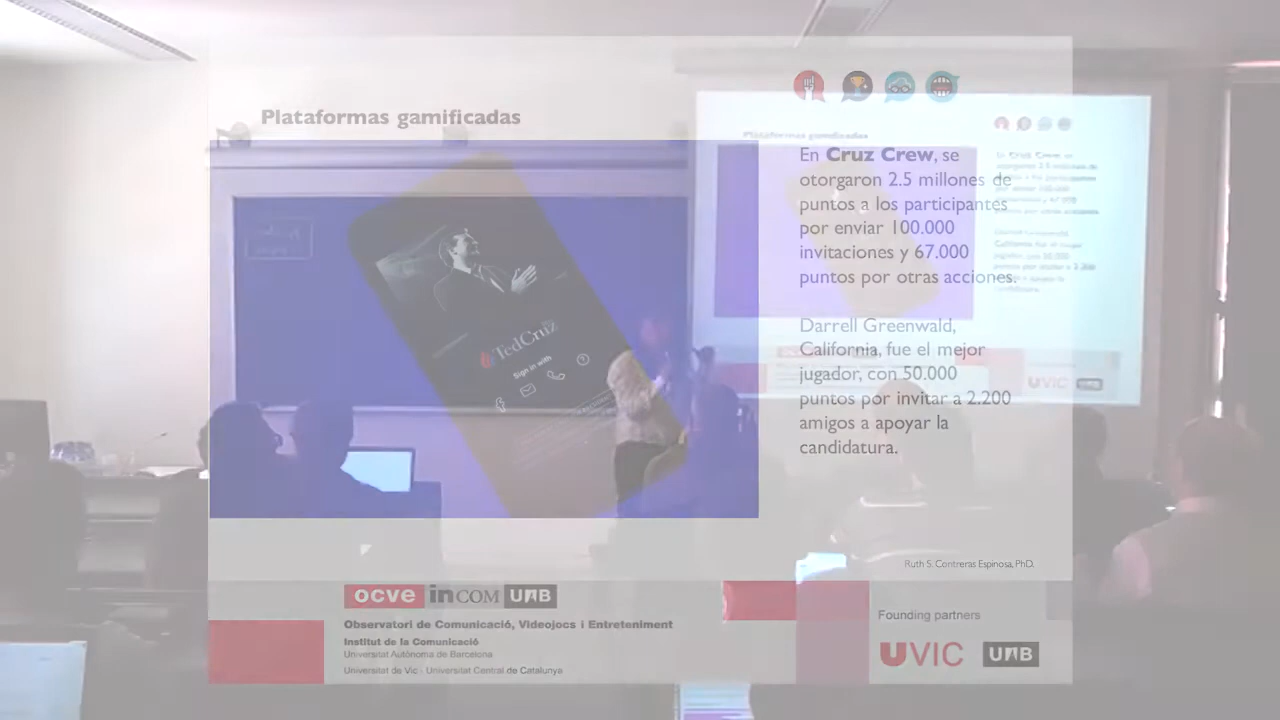 Plataformas gamificadas
En Cruz Crew, se
otorgaron 2.5 millones de
puntos a los participantes
por enviar 100.000
invitaciones y 67.000
puntos por otras acciones.
Darrell Greenwald,
California, fue el mejor
jugador, con 50.000
puntos por invitar a 2.200
amigos a apoyar la
candidatura.
TedCruz
Sign in with
Ruth S. Contreras Espinosa, PhD.
ocve inCOM UAB
Observatori de Comunicació, Videojocs i Entreteniment
Institut de la Comunicació
Universitat Autònoma de Barcelona
Universitat de Vic - Universitat Central de Catalunya
Founding partners
UVIC UAB
Plataformas gamificadas
UVIC